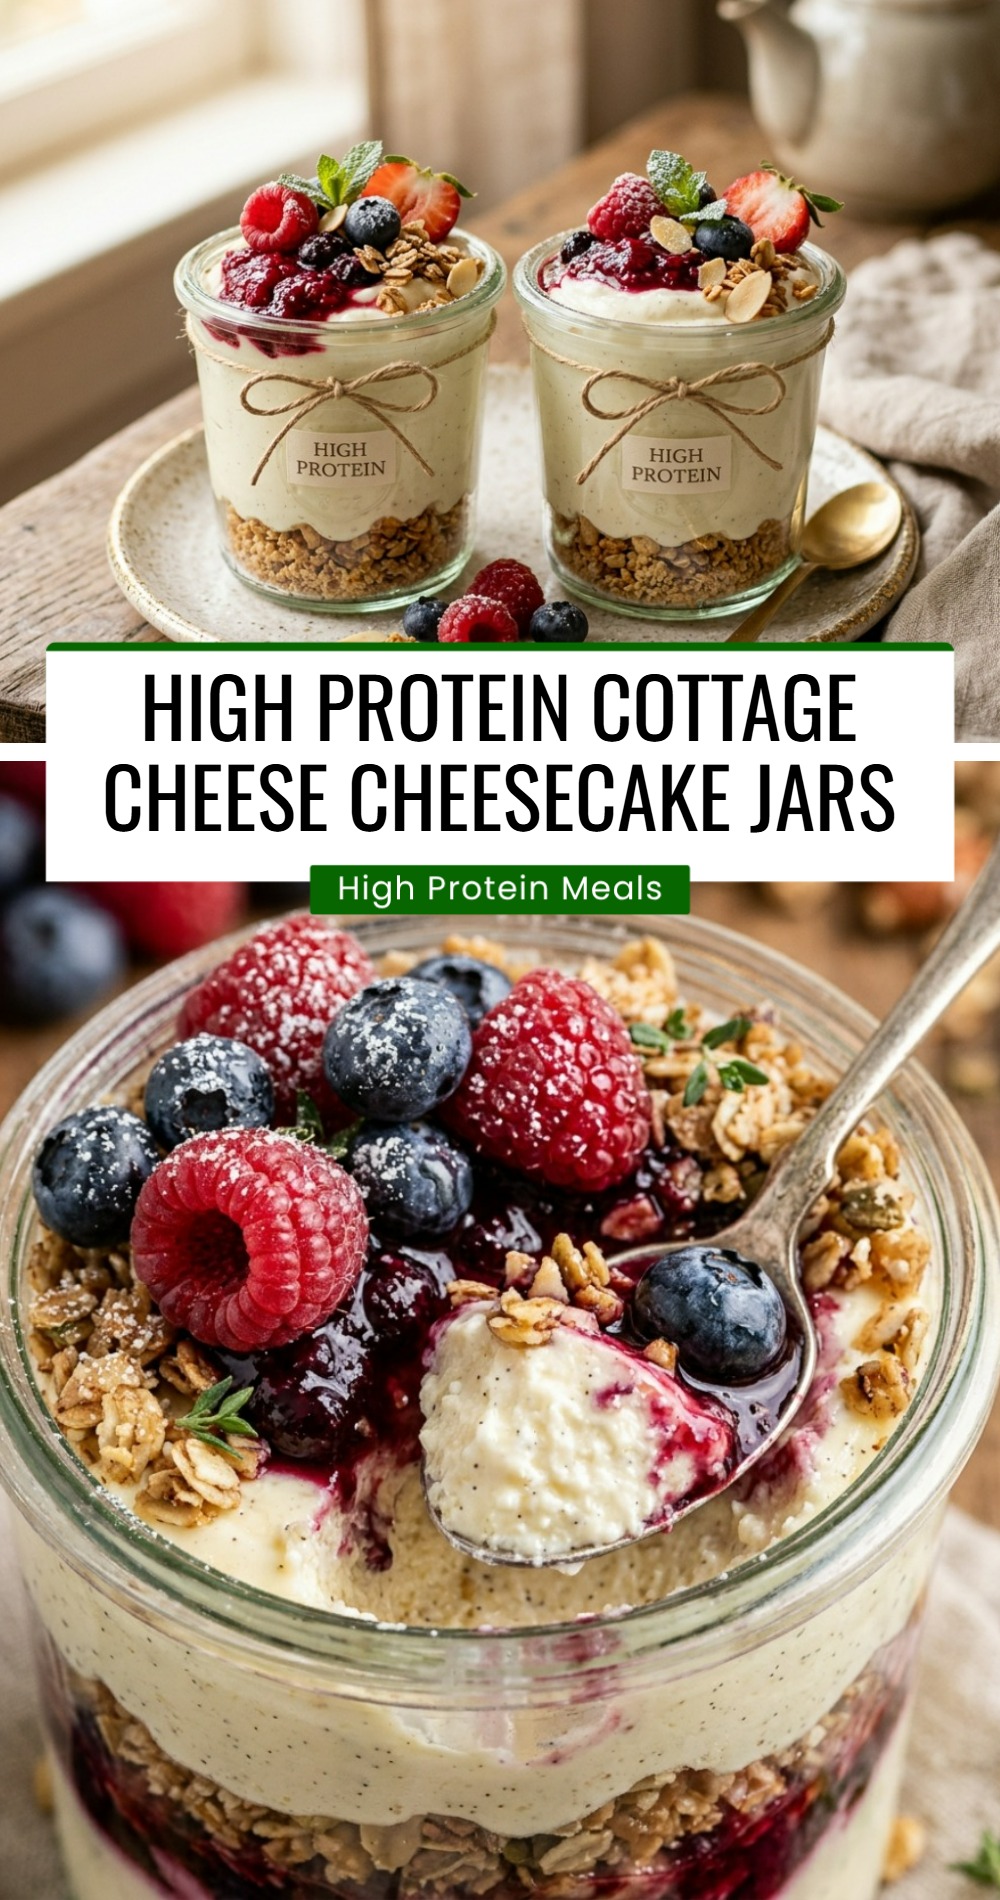 HIGH
PROTEIN
HIGH
PROTEIN
HIGH PROTEIN COTTAGE
CHEESE CHEESECAKE JARS
High Protein Meals